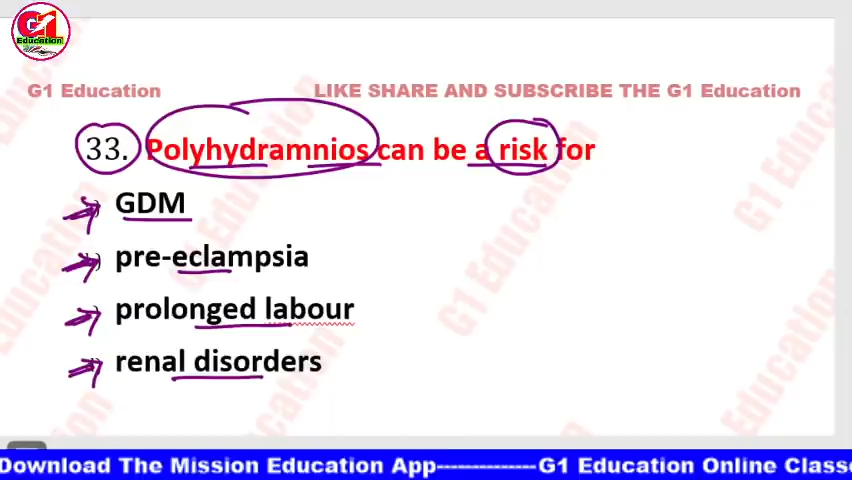 G1
Education
G1 Education
LIKE SHARE AND SUBSCRIBE THE G1 Education
33. Polyhydramnios can be a risk for
GDM
pre-eclampsia
prolonged labour
renal disorders
Download The Mission Education App--------------G1 Education Online Classe